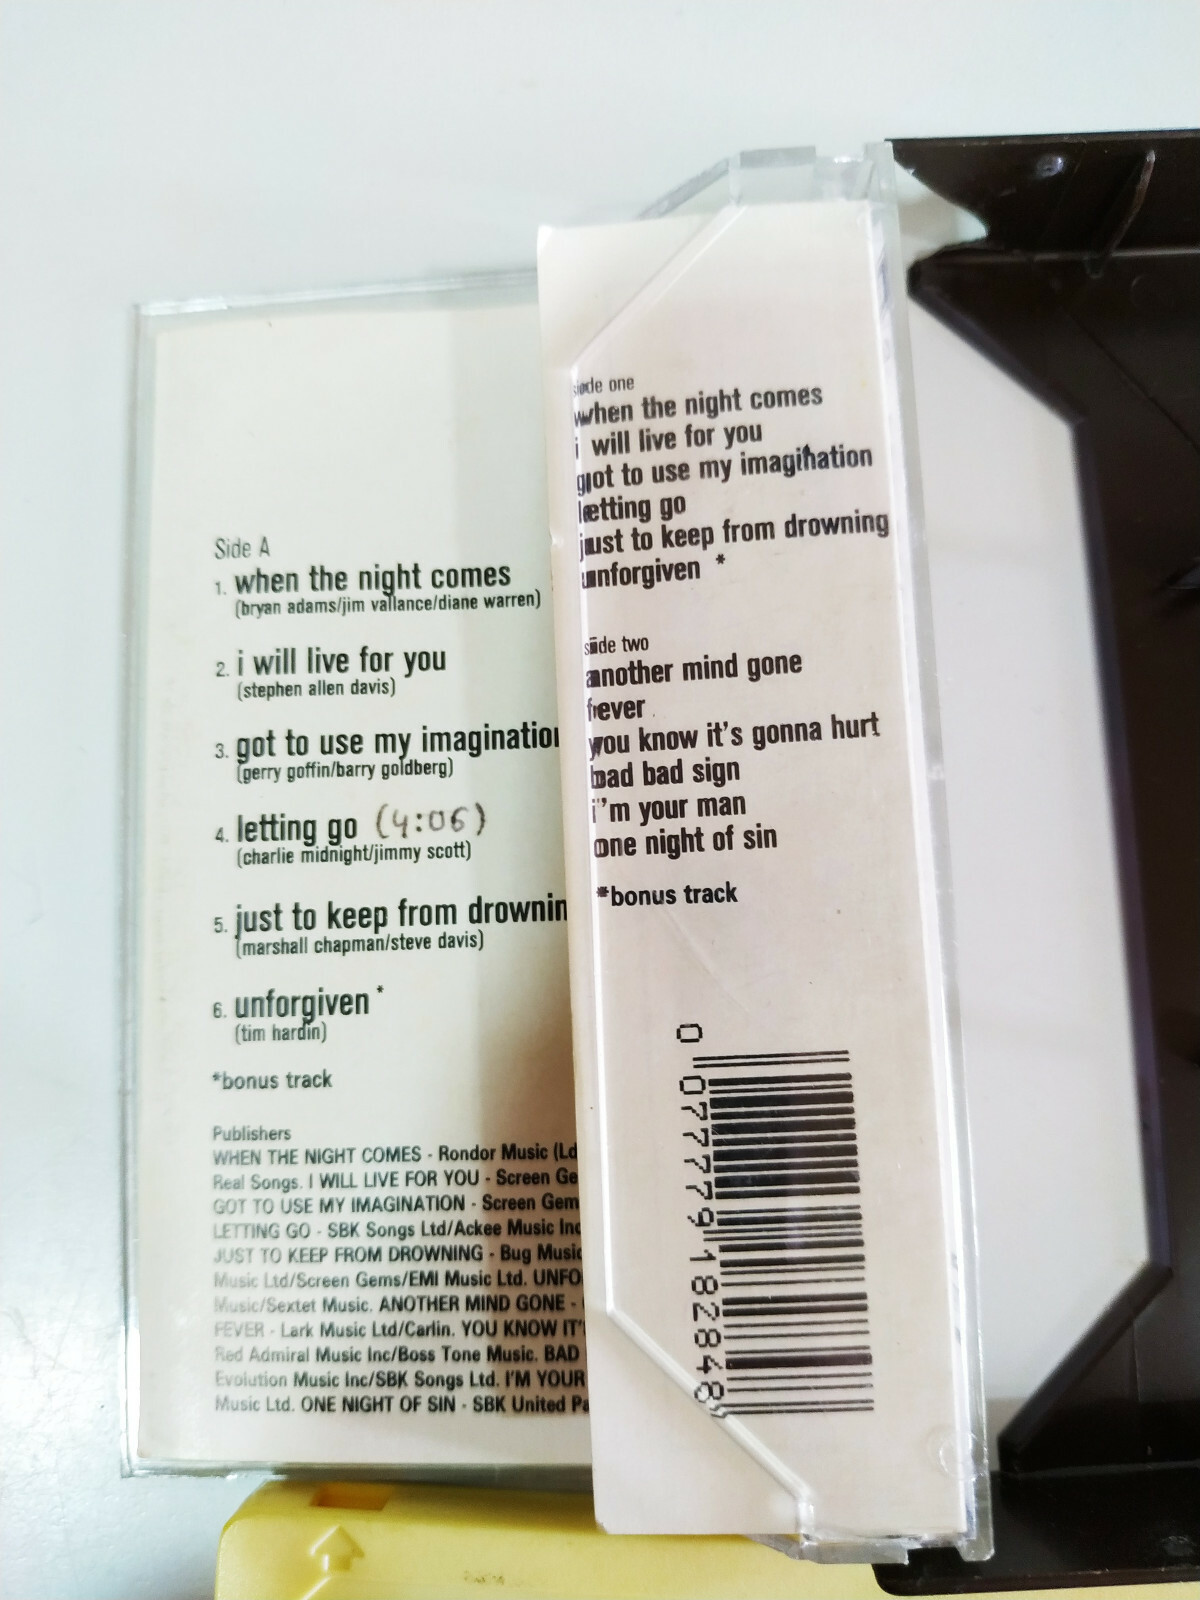 Side A
1. when the night comes
(bryan adams/jim vallance/diane warren)
2. i will live for you
(stephen allen davis)
3. got to use my imagination
(gerry goffin/barry goldberg)
4. letting go (4:06)
(charlie midnight/jimmy scott)
5. just to keep from drownin
(marshall chapman/steve davis)
6. unforgiven *
(tim hardin)
*bonus track
Publishers
WHEN THE NIGHT COMES - Rondor Music (Ld
Real Songs. I WILL LIVE FOR YOU - Screen Ge
GOT TO USE MY IMAGINATION - Screen Gem
LETTING GO - SBK Songs Ltd/Ackee Music Inc
JUST TO KEEP FROM DROWNING - Bug Music
Music Ltd/Screen Gems/EMI Music Ltd. UNFO
Music/Sextet Music. ANOTHER MIND GONE -
FEVER - Lark Music Ltd/Carlin. YOU KNOW IT'
Red Admiral Music Inc/Boss Tone Music. BAD
Evolution Music Inc/SBK Songs Ltd. I'M YOUR
Music Ltd. ONE NIGHT OF SIN - SBK United Pa
side one
when the night comes
i will live for you
got to use my imagination
letting go
just to keep from drowning
unforgiven *
side two
another mind gone
fever
you know it's gonna hurt
bad bad sign
i'm your man
one night of sin
*bonus track
0 07777 91828 4 8